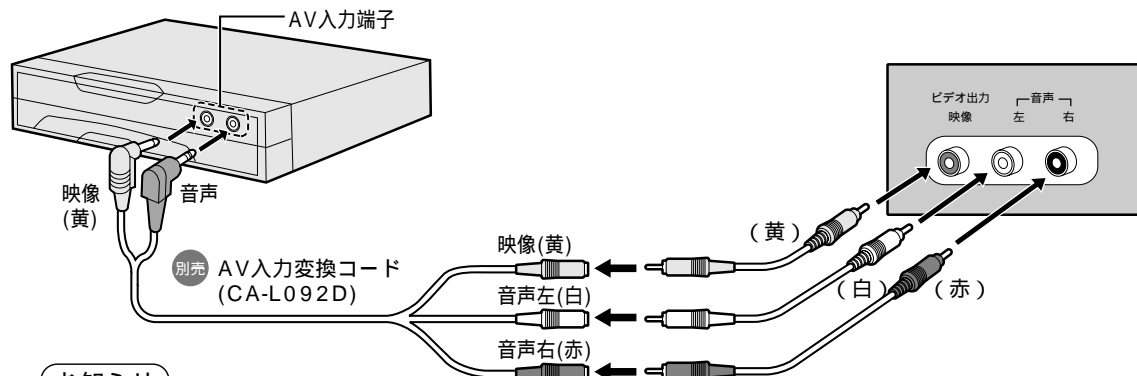 AV入力端子
ビデオ出力
映像
音声
左
右
映像
(黄)
音声
別売
AV入力変換コード
(CA-L092D)
映像(黄)
音声左(白)
音声右(赤)
(黄)
(白)
(赤)